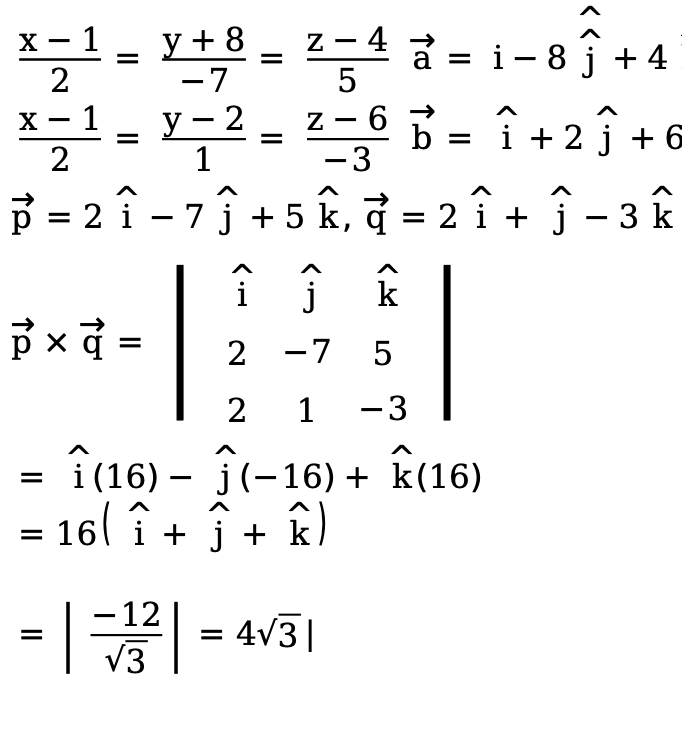 (x − 1)/2 = (y + 8)/(−7) = (z − 4)/5 a⃗ = i − 8 ĵ̂ + 4
(x − 1)/2 = (y − 2)/1 = (z − 6)/(−3) b⃗ = î + 2 ĵ + 6
p⃗ = 2 î − 7 ĵ + 5 k̂, q⃗ = 2 î + ĵ − 3 k̂
p⃗ × q⃗ = | î ĵ k̂
2 −7 5
2 1 −3 |
= î (16) − ĵ (−16) + k̂ (16)
= 16( î + ĵ + k̂ )
= | −12/√3 | = 4√3 |